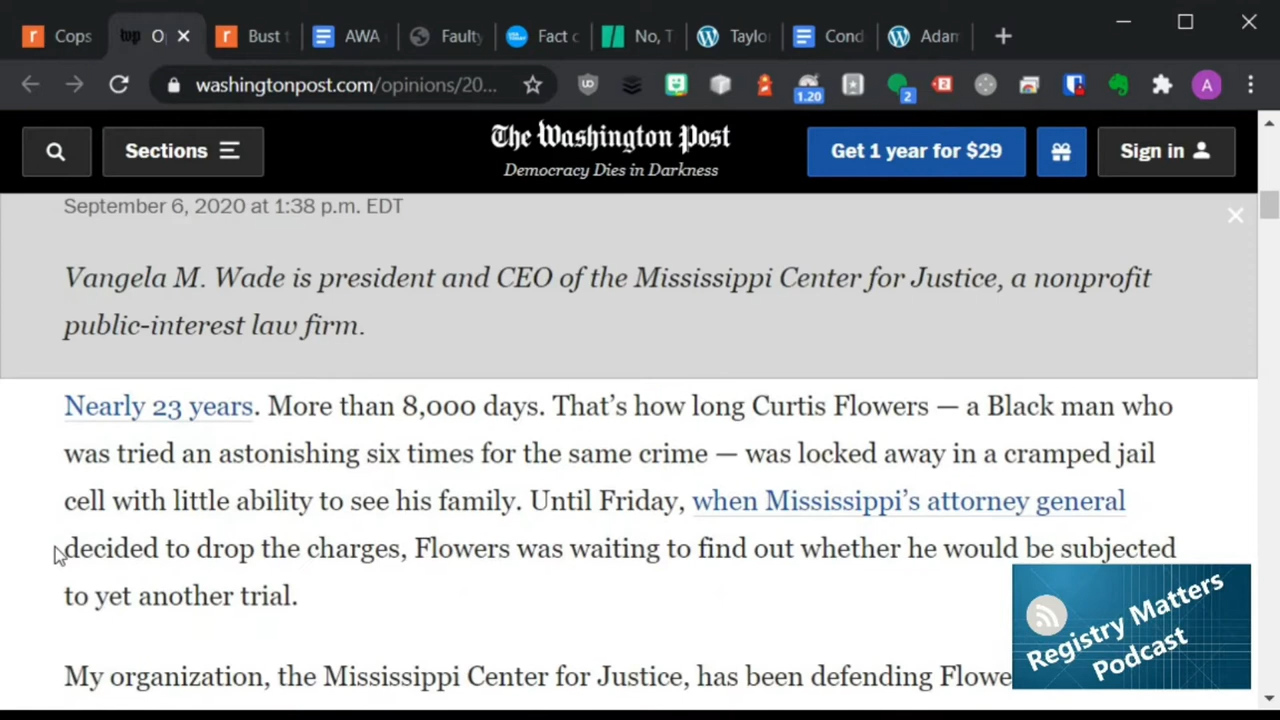 Cops
O
Bust t
AWA
Faulty
Fact c
No, T
Taylo
Cond
Adam
washingtonpost.com/opinions/20...
UD
1.20
2
A
Sections
The Washington Post
Democracy Dies in Darkness
Get 1 year for $29
Sign in
September 6, 2020 at 1:38 p.m. EDT
Vangela M. Wade is president and CEO of the Mississippi Center for Justice, a nonprofit
public-interest law firm.
Nearly 23 years. More than 8,000 days. That's how long Curtis Flowers — a Black man who
was tried an astonishing six times for the same crime — was locked away in a cramped jail
cell with little ability to see his family. Until Friday, when Mississippi's attorney general
decided to drop the charges, Flowers was waiting to find out whether he would be subjected
to yet another trial.
Registry Matters
Podcast
My organization, the Mississippi Center for Justice, has been defending Flowe